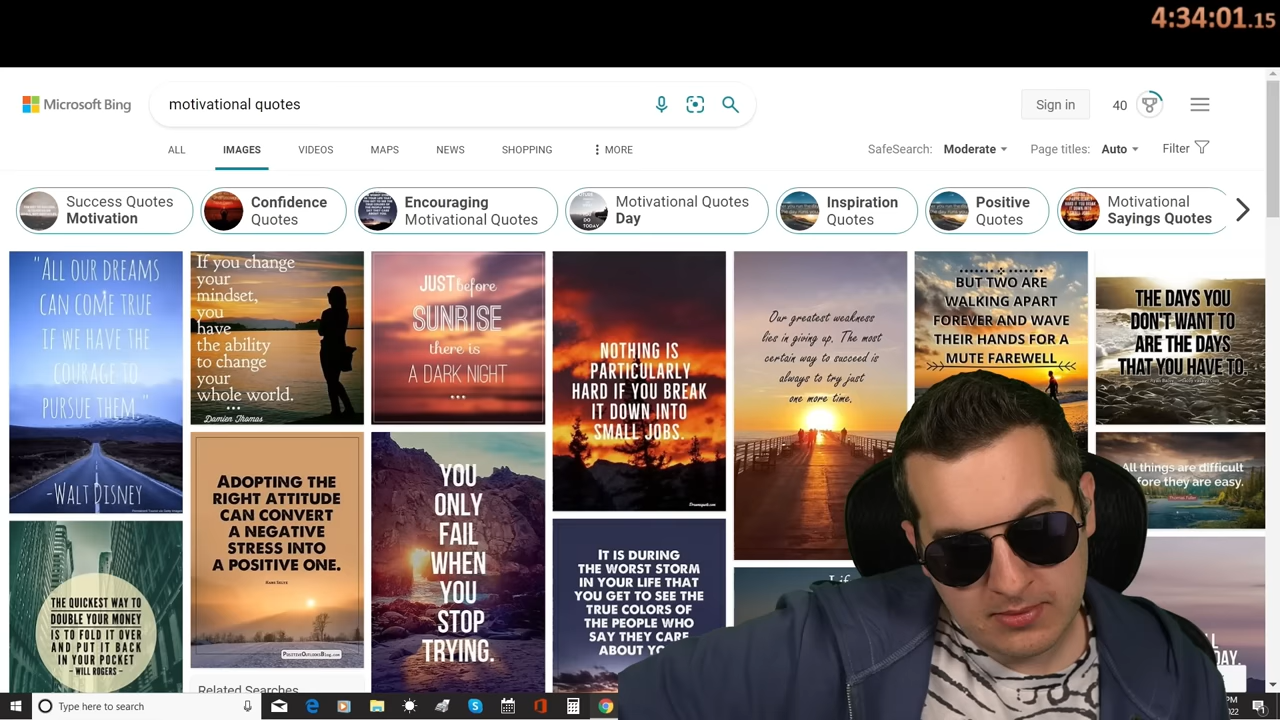 4:34:01.15
Microsoft Bing
motivational quotes
Sign in
40
ALL
IMAGES
VIDEOS
MAPS
NEWS
SHOPPING
MORE
SafeSearch: Moderate
Page titles: Auto
Filter
Success Quotes
Motivation
Confidence
Quotes
Encouraging
Motivational Quotes
Motivational Quotes
Day
Inspiration
Quotes
Positive
Quotes
Motivational
Sayings Quotes
"ALL OUR DREAMS
CAN COME TRUE
IF WE HAVE THE
COURAGE TO
PURSUE THEM."
-WALT DISNEY
If you change
your
mindset,
you
have
the ability
to change
your
whole world.
Damien Thomas
JUST before
SUNRISE
there is
A DARK NIGHT
NOTHING IS
PARTICULARLY
HARD IF YOU BREAK
IT DOWN INTO
SMALL JOBS.
Our greatest weakness
lies in giving up. The most
certain way to succeed is
always to try just
one more time.
BUT TWO ARE
WALKING APART
FOREVER AND WAVE
THEIR HANDS FOR A
MUTE FAREWELL
THE DAYS YOU
DON'T WANT TO
ARE THE DAYS
THAT YOU HAVE TO.
ADOPTING THE
RIGHT ATTITUDE
CAN CONVERT
A NEGATIVE
STRESS INTO
A POSITIVE ONE.
HANS SELYE
POSITIVEOUTLOOKSBLOG.COM
YOU
ONLY
FAIL
WHEN
YOU
STOP
TRYING.
All things are difficult
fore they are easy.
Thomas Fuller
THE QUICKEST WAY TO
DOUBLE YOUR MONEY
IS TO FOLD IT OVER
AND PUT IT BACK
IN YOUR POCKET
~ WILL ROGERS ~
IT IS DURING
THE WORST STORM
IN YOUR LIFE THAT
YOU GET TO SEE THE
TRUE COLORS OF
THE PEOPLE WHO
SAY THEY CARE
ABOUT YO
Related Searches
Type here to search